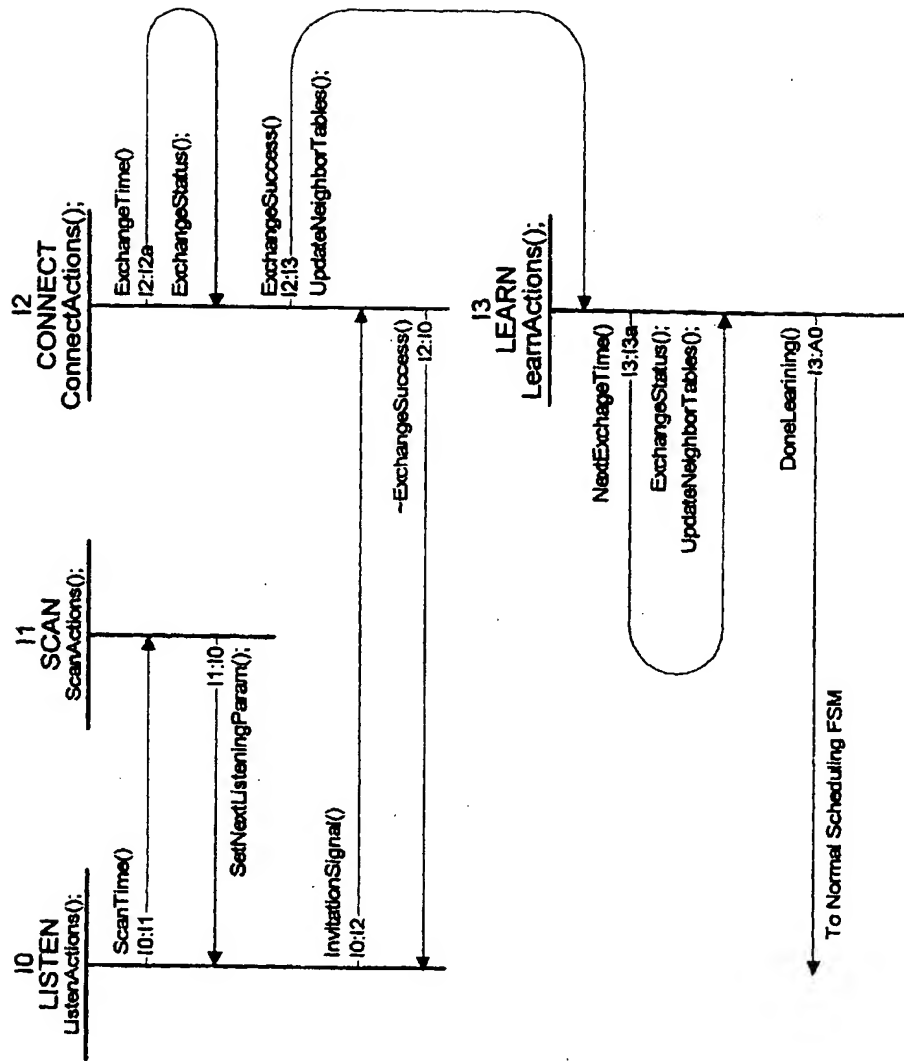 I0
LISTEN
ListenActions();
I1
SCAN
ScanActions();
I2
CONNECT
ConnectActions();
ScanTime()
I0:I1
I1:I0
SetNextListeningParam();
ExchangeTime()
I2:I2a
ExchangeStatus();
ExchangeSuccess()
I2:I3
UpdateNeighborTables();
InvitationSignal()
I0:I2
~ExchangeSuccess()
I2:I0
I3
LEARN
LearnActions();
NextExchageTime()
I3:I3a
ExchangeStatus();
UpdateNeighborTables();
DoneLearining()
I3:A0
To Normal Scheduling FSM